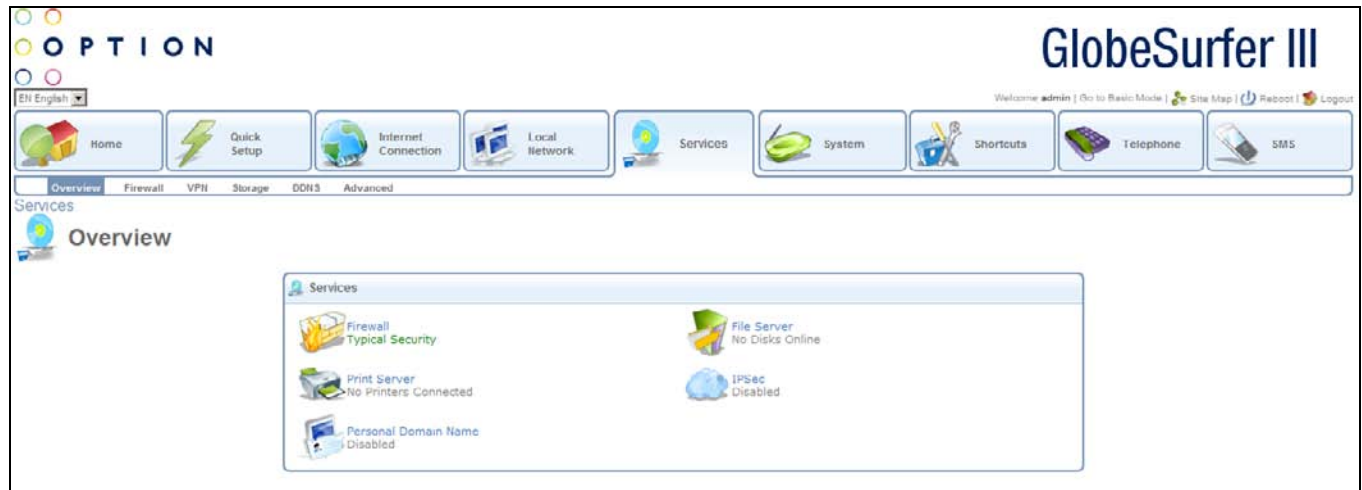 OPTION
GlobeSurfer III
EN English
Welcome admin | Go to Basic Mode | Site Map | Reboot | Logout
Home
Quick Setup
Internet Connection
Local Network
Services
System
Shortcuts
Telephone
SMS
Overview Firewall VPN Storage DDNS Advanced
Services
Overview
Services
Firewall
Typical Security
File Server
No Disks Online
Print Server
No Printers Connected
IPSec
Disabled
Personal Domain Name
Disabled